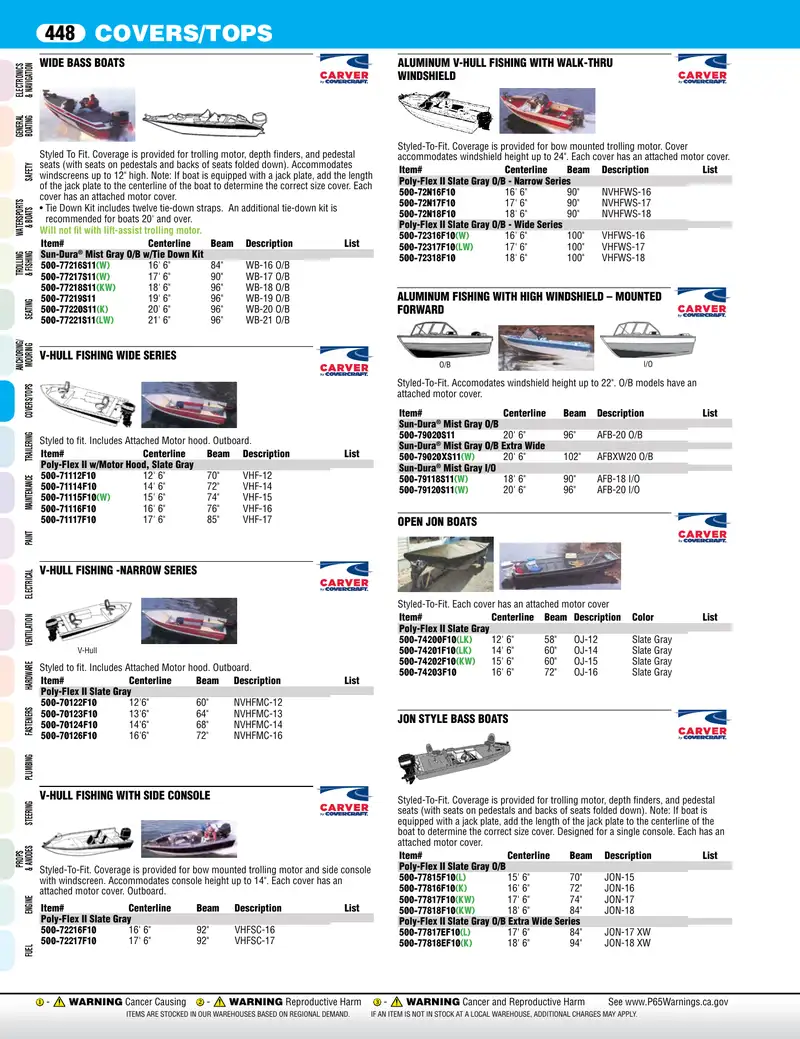 448 COVERS/TOPS
ELECTRONICS
& NAVIGATION
GENERAL
BOATING
SAFETY
WATERSPORTS
& BOATS
TROLLING
& FISHING
SEATING
ANCHORING/
MOORING
COVERS/TOPS
TRAILERING
MAINTENANCE
PAINT
ELECTRICAL
VENTILATION
HARDWARE
FASTENERS
PLUMBING
STEERING
PROPS
& ANODES
ENGINE
FUEL
WIDE BASS BOATS
CARVER
by COVERCRAFT
Styled To Fit. Coverage is provided for trolling motor, depth finders, and pedestal
seats (with seats on pedestals and backs of seats folded down). Accommodates
windscreens up to 12" high. Note: If boat is equipped with a jack plate, add the length
of the jack plate to the centerline of the boat to determine the correct size cover. Each
cover has an attached motor cover.
• Tie Down Kit includes twelve tie-down straps. An additional tie-down kit is
recommended for boats 20' and over.
Will not fit with lift-assist trolling motor.
Item# Centerline Beam Description List
Sun-Dura® Mist Gray O/B w/Tie Down Kit
500-77216S11(W) 16' 6" 84" WB-16 O/B
500-77217S11(W) 17' 6" 90" WB-17 O/B
500-77218S11(KW) 18' 6" 96" WB-18 O/B
500-77219S11 19' 6" 96" WB-19 O/B
500-77220S11(K) 20' 6" 96" WB-20 O/B
500-77221S11(LW) 21' 6" 96" WB-21 O/B
V-HULL FISHING WIDE SERIES
CARVER
by COVERCRAFT
Styled to fit. Includes Attached Motor hood. Outboard.
Item# Centerline Beam Description List
Poly-Flex II w/Motor Hood, Slate Gray
500-71112F10 12' 6" 70" VHF-12
500-71114F10 14' 6" 72" VHF-14
500-71115F10(W) 15' 6" 74" VHF-15
500-71116F10 16' 6" 76" VHF-16
500-71117F10 17' 6" 85" VHF-17
V-HULL FISHING -NARROW SERIES
CARVER
by COVERCRAFT
V-Hull
Styled to fit. Includes Attached Motor hood. Outboard.
Item# Centerline Beam Description List
Poly-Flex II Slate Gray
500-70122F10 12'6" 60" NVHFMC-12
500-70123F10 13'6" 64" NVHFMC-13
500-70124F10 14'6" 68" NVHFMC-14
500-70126F10 16'6" 72" NVHFMC-16
V-HULL FISHING WITH SIDE CONSOLE
CARVER
by COVERCRAFT
Styled-To-Fit. Coverage is provided for bow mounted trolling motor and side console
with windscreen. Accommodates console height up to 14". Each cover has an
attached motor cover. Outboard.
Item# Centerline Beam Description List
Poly-Flex II Slate Gray
500-72216F10 16' 6" 92" VHFSC-16
500-72217F10 17' 6" 92" VHFSC-17
ALUMINUM V-HULL FISHING WITH WALK-THRU
WINDSHIELD
CARVER
by COVERCRAFT
Styled-To-Fit. Coverage is provided for bow mounted trolling motor. Cover
accommodates windshield height up to 24". Each cover has an attached motor cover.
Item# Centerline Beam Description List
Poly-Flex II Slate Gray O/B - Narrow Series
500-72N16F10 16' 6" 90" NVHFWS-16
500-72N17F10 17' 6" 90" NVHFWS-17
500-72N18F10 18' 6" 90" NVHFWS-18
Poly-Flex II Slate Gray O/B - Wide Series
500-72316F10(W) 16' 6" 100" VHFWS-16
500-72317F10(LW) 17' 6" 100" VHFWS-17
500-72318F10 18' 6" 100" VHFWS-18
ALUMINUM FISHING WITH HIGH WINDSHIELD – MOUNTED
FORWARD
CARVER
by COVERCRAFT
O/B I/O
Styled-To-Fit. Accomodates windshield height up to 22". O/B models have an
attached motor cover.
Item# Centerline Beam Description List
Sun-Dura® Mist Gray O/B
500-79020S11 20' 6" 96" AFB-20 O/B
Sun-Dura® Mist Gray O/B Extra Wide
500-79020XS11(W) 20' 6" 102" AFBXW20 O/B
Sun-Dura® Mist Gray I/O
500-79118S11(W) 18' 6" 90" AFB-18 I/O
500-79120S11(W) 20' 6" 96" AFB-20 I/O
OPEN JON BOATS
CARVER
by COVERCRAFT
Styled-To-Fit. Each cover has an attached motor cover
Item# Centerline Beam Description Color List
Poly-Flex II Slate Gray
500-74200F10(LK) 12' 6" 58" OJ-12 Slate Gray
500-74201F10(LK) 14' 6" 60" OJ-14 Slate Gray
500-74202F10(KW) 15' 6" 60" OJ-15 Slate Gray
500-74203F10 16' 6" 72" OJ-16 Slate Gray
JON STYLE BASS BOATS
CARVER
by COVERCRAFT
Styled-To-Fit. Coverage is provided for trolling motor, depth finders, and pedestal
seats (with seats on pedestals and backs of seats folded down). Note: If boat is
equipped with a jack plate, add the length of the jack plate to the centerline of the
boat to determine the correct size cover. Designed for a single console. Each has an
attached motor cover.
Item# Centerline Beam Description List
Poly-Flex II Slate Gray O/B
500-77815F10(L) 15' 6" 70" JON-15
500-77816F10(K) 16' 6" 72" JON-16
500-77817F10(KW) 17' 6" 74" JON-17
500-77818F10(KW) 18' 6" 84" JON-18
Poly-Flex II Slate Gray O/B Extra Wide Series
500-77817EF10(L) 17' 6" 84" JON-17 XW
500-77818EF10(K) 18' 6" 94" JON-18 XW
1 - WARNING Cancer Causing 2 - WARNING Reproductive Harm 3 - WARNING Cancer and Reproductive Harm See www.P65Warnings.ca.gov
ITEMS ARE STOCKED IN OUR WAREHOUSES BASED ON REGIONAL DEMAND. IF AN ITEM IS NOT IN STOCK AT A LOCAL WAREHOUSE, ADDITIONAL CHARGES MAY APPLY.